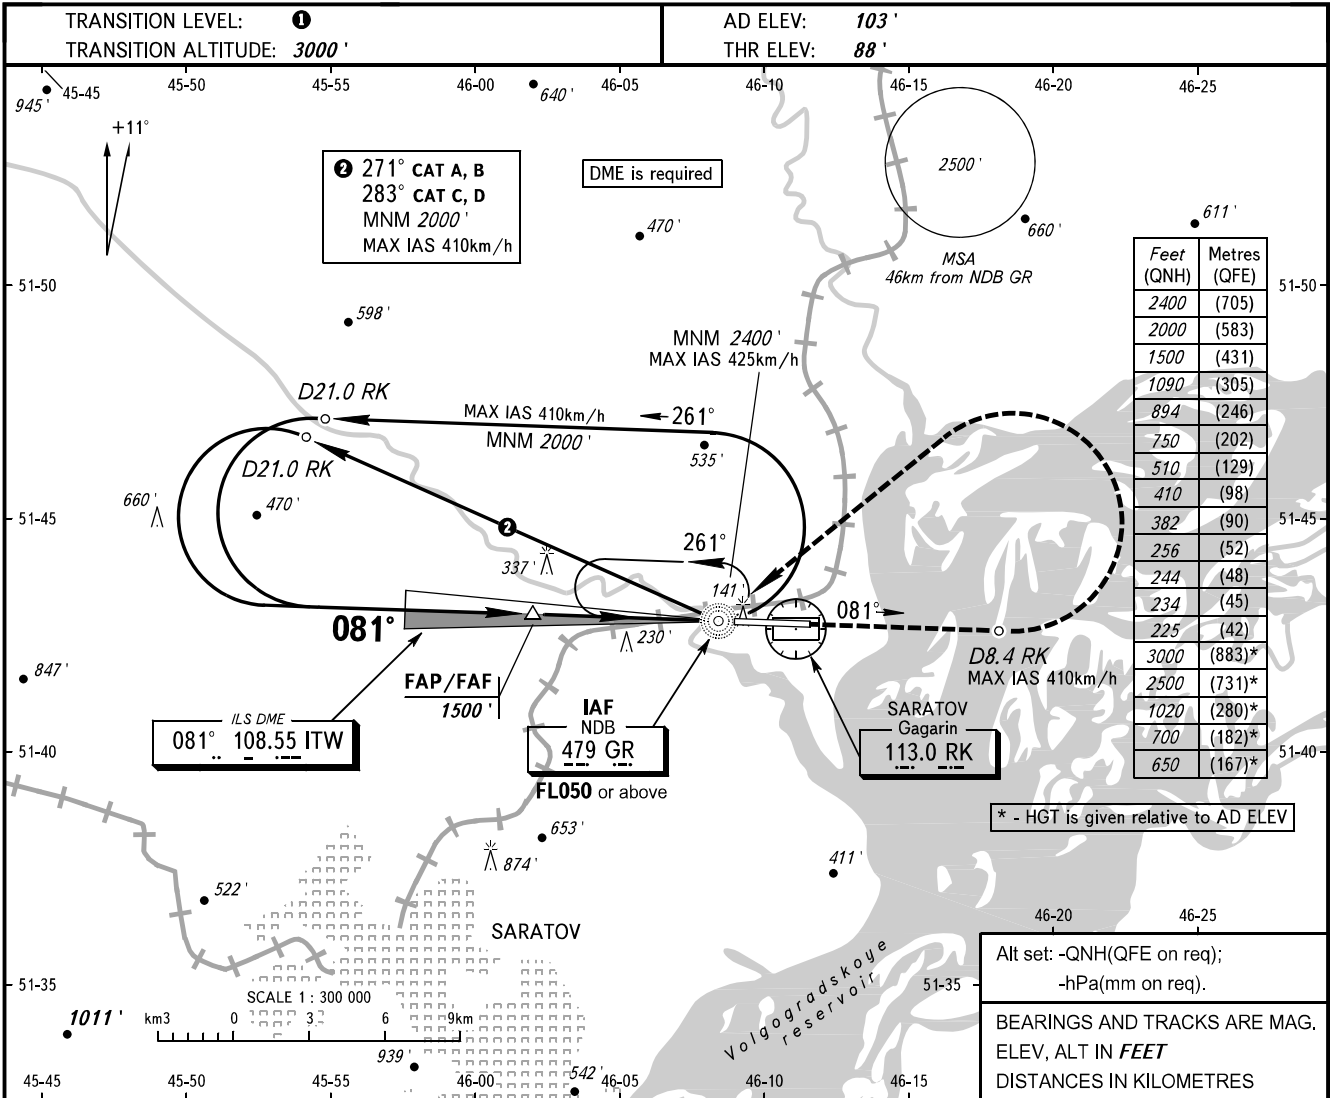 TRANSITION LEVEL: ❶
TRANSITION ALTITUDE: 3000 '
AD ELEV: 103 '
THR ELEV: 88 '
45-45
45-50
45-55
46-00
46-05
46-10
46-15
46-20
46-25
945 '
640 '
+11°
❷ 271° CAT A, B
283° CAT C, D
MNM 2000 '
MAX IAS 410km/h
DME is required
2500 '
MSA
46km from NDB GR
660 '
611 '
470 '
598 '
51-50
51-50
Feet (QNH) Metres (QFE)
2400 (705)
2000 (583)
1500 (431)
1090 (305)
894 (246)
750 (202)
510 (129)
410 (98)
382 (90)
256 (52)
244 (48)
234 (45)
225 (42)
3000 (883)*
2500 (731)*
1020 (280)*
700 (182)*
650 (167)*
* - HGT is given relative to AD ELEV
MNM 2400 '
MAX IAS 425km/h
D21.0 RK
MAX IAS 410km/h
261°
MNM 2000 '
535 '
D21.0 RK
660 '
470 '
51-45
51-45
❷
337 '
261°
141 '
081°
081°
230 '
D8.4 RK
MAX IAS 410km/h
847 '
FAP/FAF
1500 '
ILS DME
081° 108.55 ITW
IAF
NDB
479 GR
FL050 or above
SARATOV
Gagarin
113.0 RK
51-40
51-40
653 '
874 '
411 '
522 '
SARATOV
46-20
46-25
51-35
51-35
Volgogradskoye
reservoir
SCALE 1 : 300 000
km3 0 3 6 9km
1011 '
939 '
542 '
45-45
45-50
45-55
46-00
46-05
46-10
46-15
Alt set: -QNH(QFE on req);
-hPa(mm on req).
BEARINGS AND TRACKS ARE MAG.
ELEV, ALT IN FEET
DISTANCES IN KILOMETRES